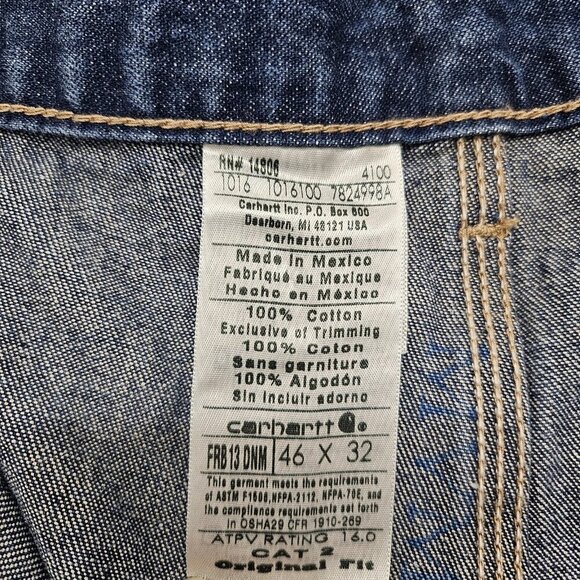 RN# 14806 4100
1016 1016100 7824998A
Carhartt Inc. P.O. Box 600
Dearborn, MI 48121 USA
carhartt.com
Made in Mexico
Fabriqué au Mexique
Hecho en México
100% Cotton
Exclusive of Trimming
100% Coton
Sans garniture
100% Algodón
Sin incluir adorno
carhartt
FRB13 DNM 46 X 32
This garment meets the requirements
of ASTM F1506, NFPA-2112, NFPA-70E, and
the compliance requirements set forth
in OSHA29 CFR 1910-269
ATPV RATING 16.0
CAT 2
Original Fit